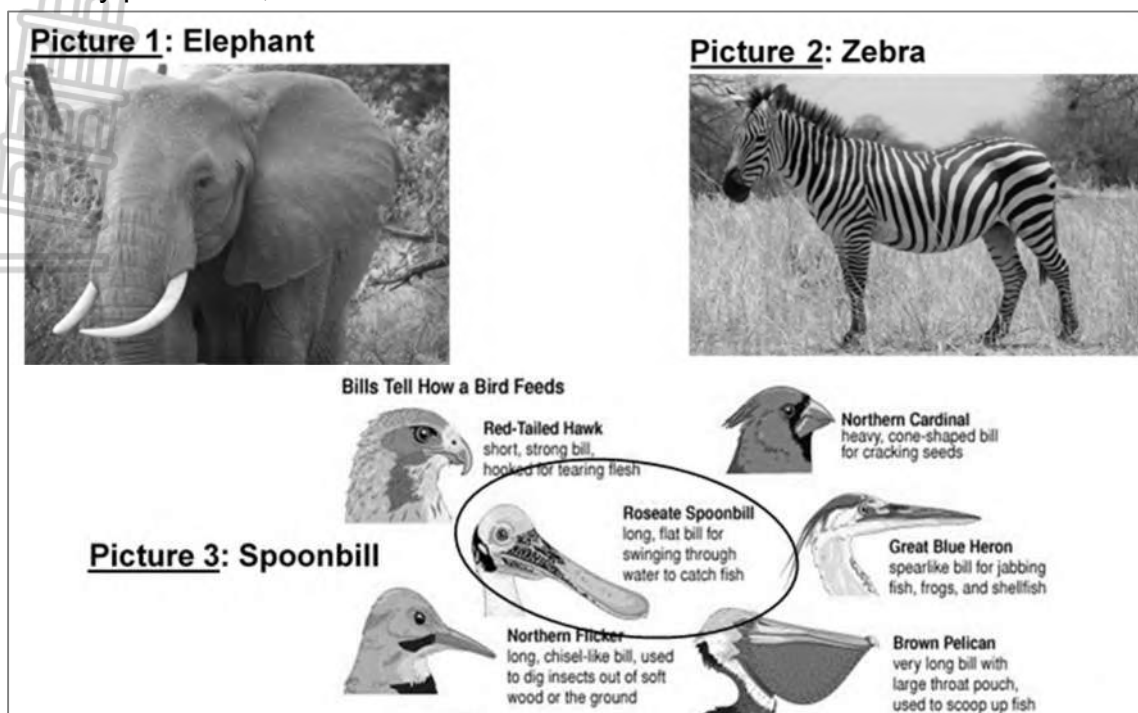 Picture 1: Elephant
Picture 2: Zebra
Bills Tell How a Bird Feeds
Red-Tailed Hawk
short, strong bill,
hooked for tearing flesh
Northern Cardinal
heavy, cone-shaped bill
for cracking seeds
Picture 3: Spoonbill
Roseate Spoonbill
long, flat bill for
swinging through
water to catch fish
Great Blue Heron
spearlike bill for jabbing
fish, frogs, and shellfish
Northern Flicker
long, chisel-like bill, used
to dig insects out of soft
wood or the ground
Brown Pelican
very long bill with
large throat pouch,
used to scoop up fish